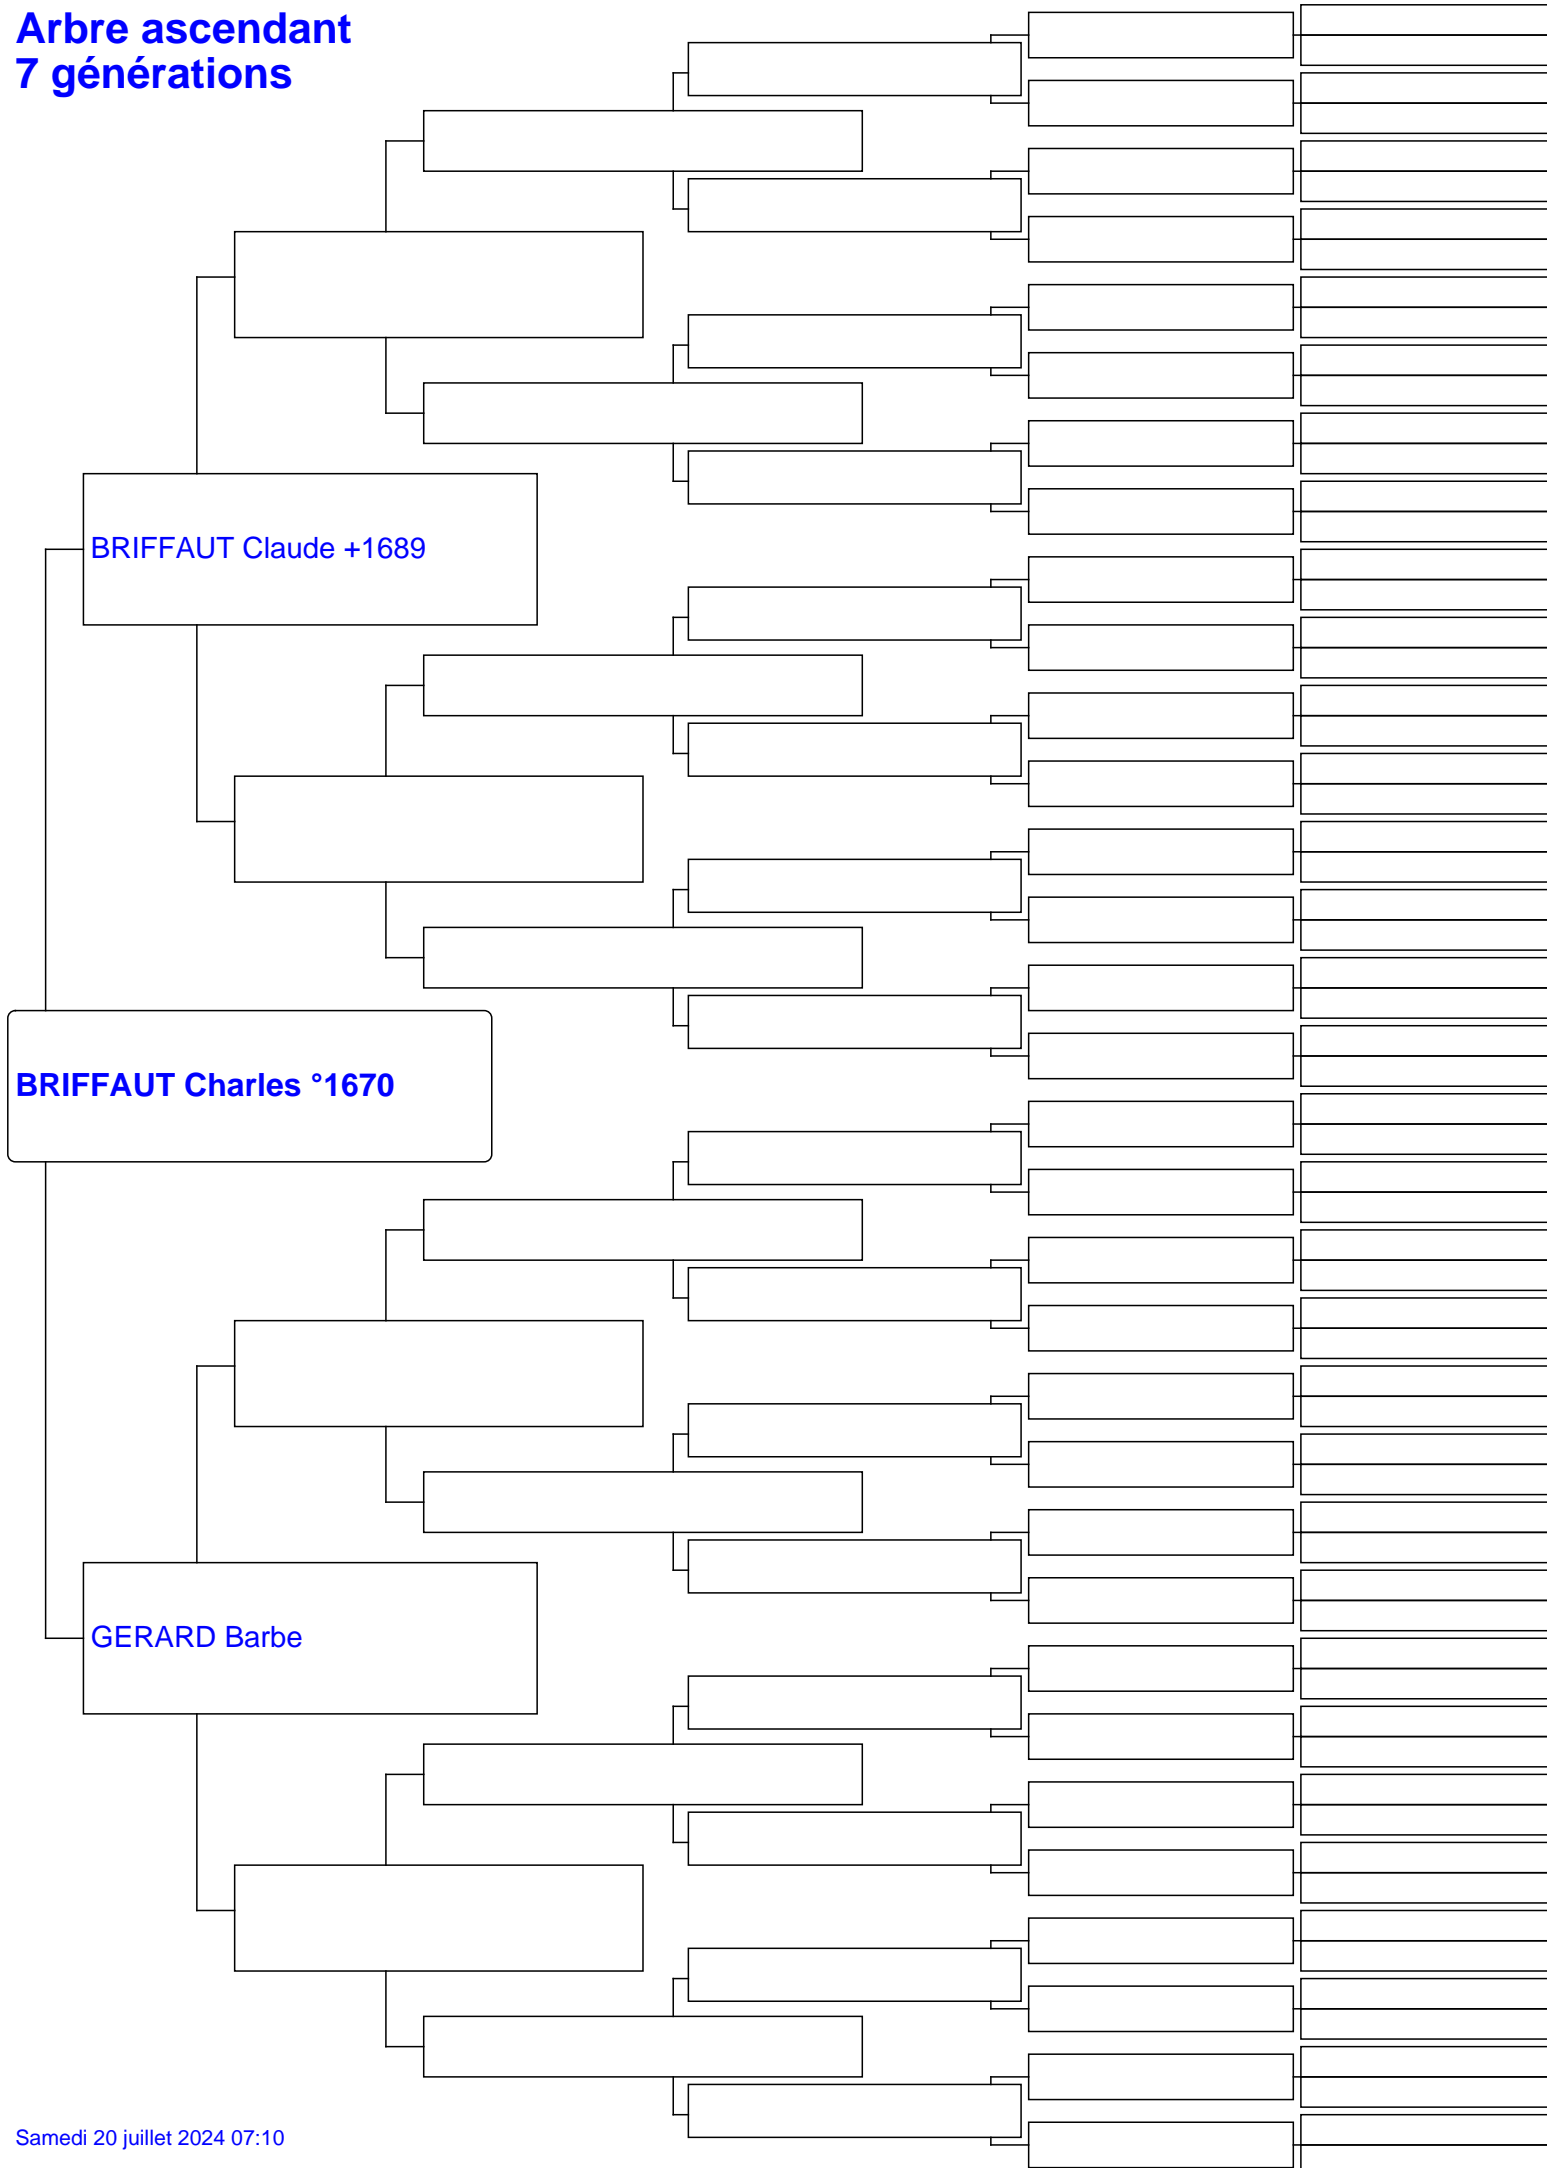 Arbre ascendant
7 générations
BRIFFAUT Claude +1689
BRIFFAUT Charles °1670
GERARD Barbe
Samedi 20 juillet 2024 07:10